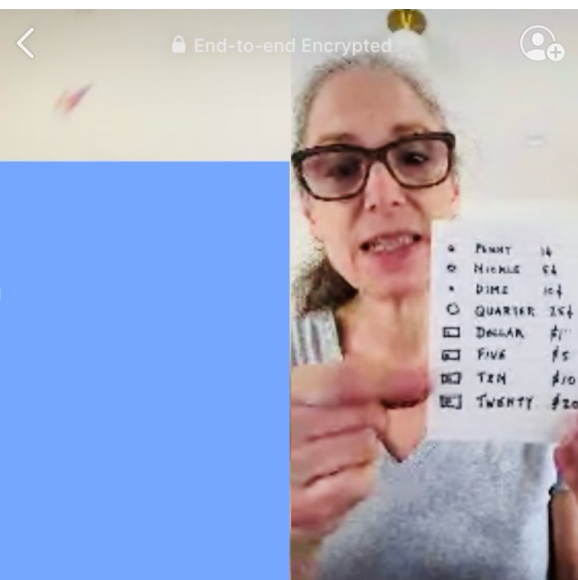 End-to-end Encrypted
PENNY 1¢
NICKLE 5¢
DIME 10¢
QUARTER 25¢
DOLLAR $1
FIVE $5
TEN $10
TWENTY $20